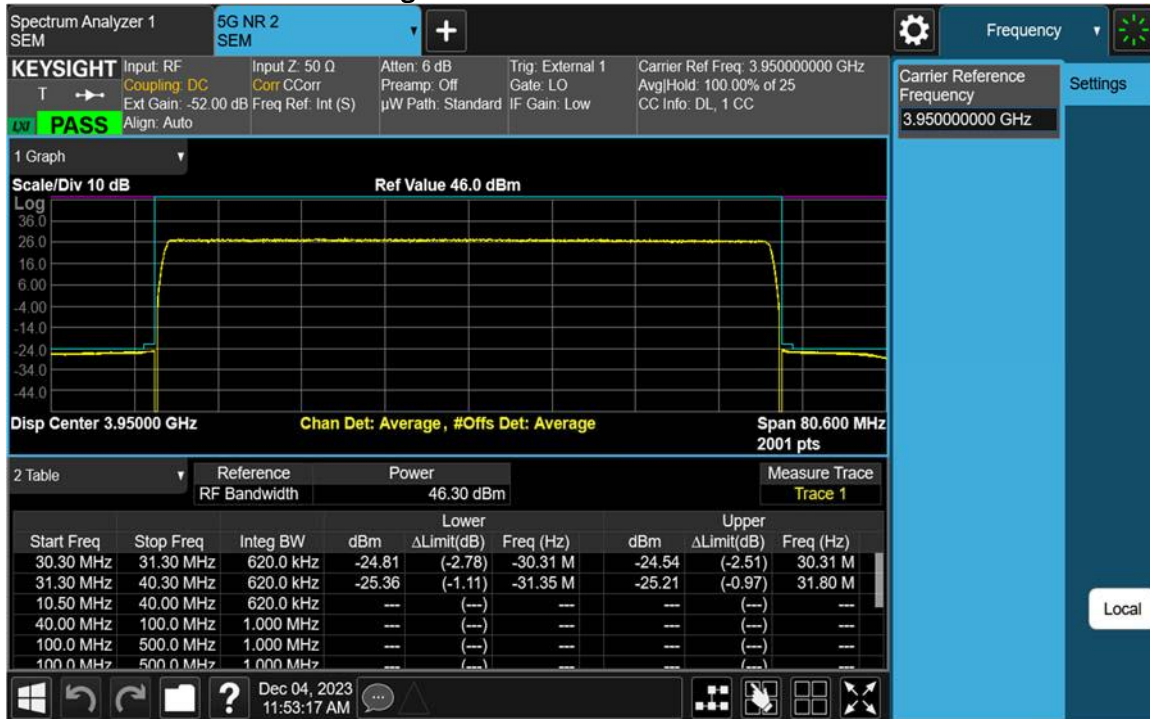 Spectrum Analyzer 1
SEM
5G NR 2
SEM
Frequency
KEYSIGHT
T
LXI PASS
Input: RF
Coupling: DC
Ext Gain: -52.00 dB
Align: Auto
Input Z: 50 Ω
Corr CCorr
Freq Ref: Int (S)
Atten: 6 dB
Preamp: Off
µW Path: Standard
Trig: External 1
Gate: LO
IF Gain: Low
Carrier Ref Freq: 3.950000000 GHz
Avg|Hold: 100.00% of 25
CC Info: DL, 1 CC
Carrier Reference
Frequency
3.950000000 GHz
Settings
1 Graph
Scale/Div 10 dB Ref Value 46.0 dBm
Log
36.0
26.0
16.0
6.00
-4.00
-14.0
-24.0
-34.0
-44.0
Disp Center 3.95000 GHz Chan Det: Average, #Offs Det: Average Span 80.600 MHz
2001 pts
2 Table Reference Power Measure Trace
RF Bandwidth 46.30 dBm Trace 1
Lower Upper
Start Freq Stop Freq Integ BW dBm ΔLimit(dB) Freq (Hz) dBm ΔLimit(dB) Freq (Hz)
30.30 MHz 31.30 MHz 620.0 kHz -24.81 (-2.78) -30.31 M -24.54 (-2.51) 30.31 M
31.30 MHz 40.30 MHz 620.0 kHz -25.36 (-1.11) -31.35 M -25.21 (-0.97) 31.80 M
10.50 MHz 40.00 MHz 620.0 kHz --- (---) --- --- (---) ---
40.00 MHz 100.0 MHz 1.000 MHz --- (---) --- --- (---) ---
100.0 MHz 500.0 MHz 1.000 MHz --- (---) --- --- (---) ---
100.0 MHz 500.0 MHz 1.000 MHz --- (---) --- --- (---) ---
Local
?
Dec 04, 2023
11:53:17 AM